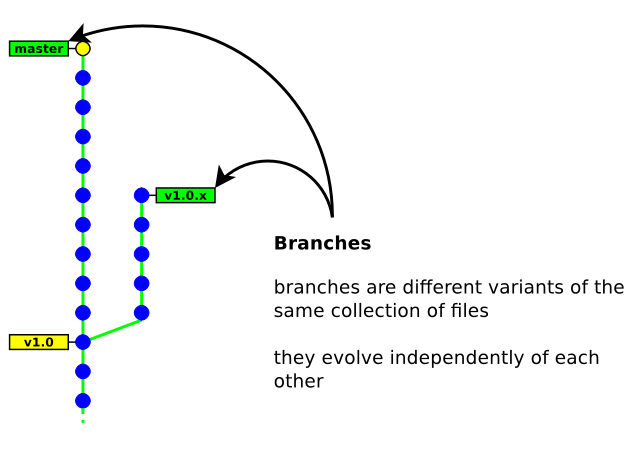 master
v1.0.x
Branches
branches are different variants of the
same collection of files
v1.0
they evolve independently of each
other